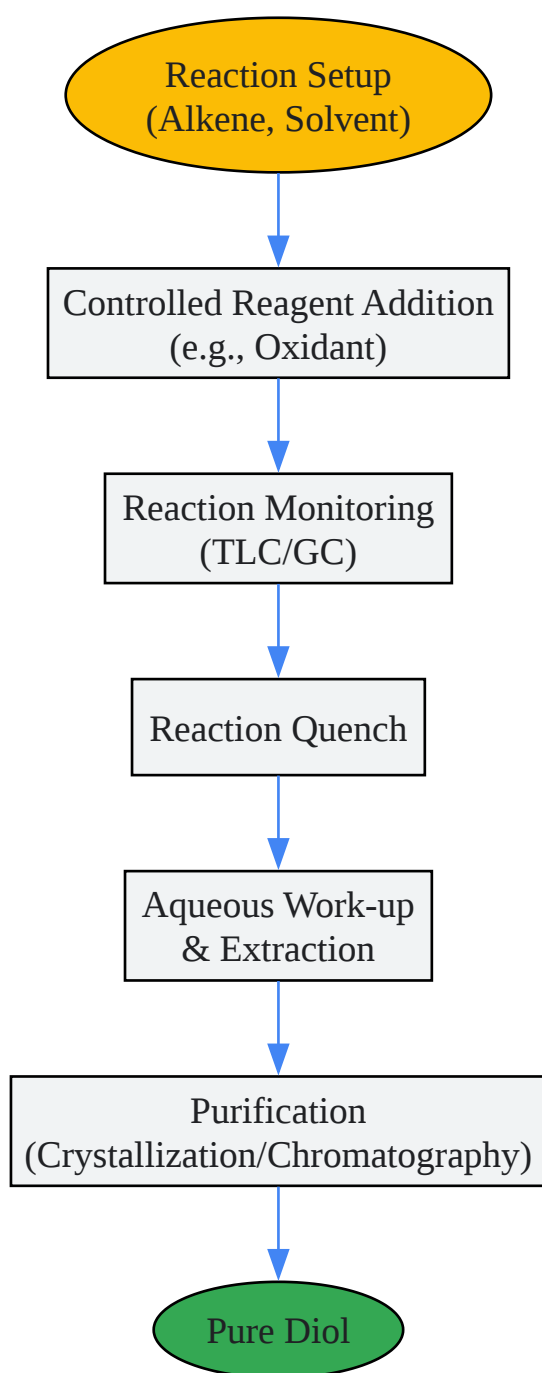 Reaction Setup
(Alkene, Solvent)
Controlled Reagent Addition
(e.g., Oxidant)
Reaction Monitoring
(TLC/GC)
Reaction Quench
Aqueous Work-up
& Extraction
Purification
(Crystallization/Chromatography)
Pure Diol